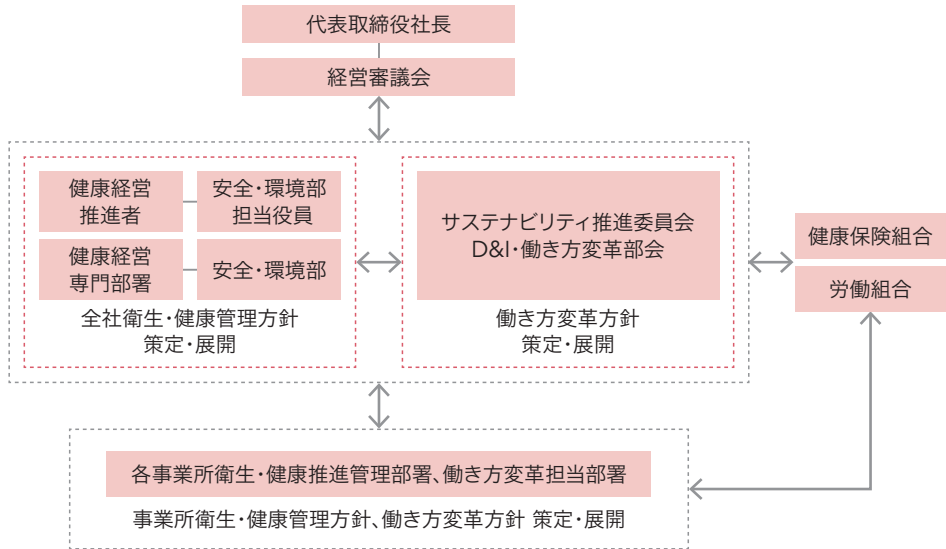 代表取締役社長
経営審議会
健康経営
推進者
安全・環境部
担当役員
健康経営
専門部署
安全・環境部
全社衛生・健康管理方針
策定・展開
サステナビリティ推進委員会
D&I・働き方変革部会
働き方変革方針
策定・展開
健康保険組合
労働組合
各事業所衛生・健康推進管理部署、働き方変革担当部署
事業所衛生・健康管理方針、働き方変革方針 策定・展開